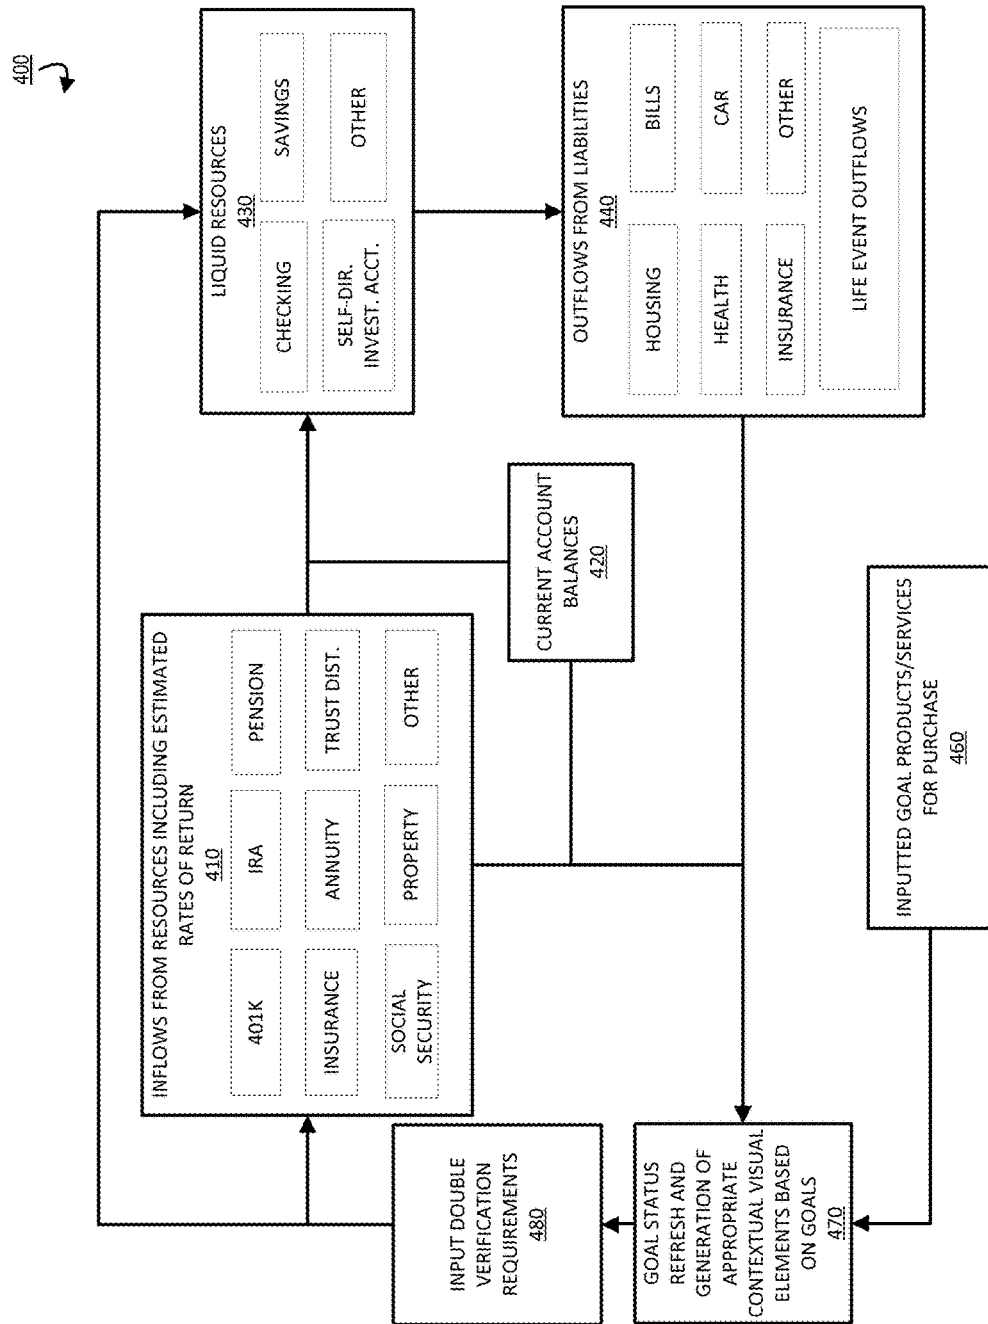 400
INFLOWS FROM RESOURCES INCLUDING ESTIMATED
RATES OF RETURN
410
401K
IRA
PENSION
INSURANCE
ANNUITY
TRUST DIST.
SOCIAL
SECURITY
PROPERTY
OTHER
LIQUID RESOURCES
430
CHECKING
SAVINGS
SELF-DIR.
INVEST. ACCT.
OTHER
INPUT DOUBLE
VERIFICATION
REQUIREMENTS
480
CURRENT ACCOUNT
BALANCES
420
OUTFLOWS FROM LIABILITIES
440
HOUSING
BILLS
HEALTH
CAR
INSURANCE
OTHER
LIFE EVENT OUTFLOWS
GOAL STATUS
REFRESH AND
GENERATION OF
APPROPRIATE
CONTEXTUAL VISUAL
ELEMENTS BASED
ON GOALS
470
INPUTTED GOAL PRODUCTS/SERVICES
FOR PURCHASE
460